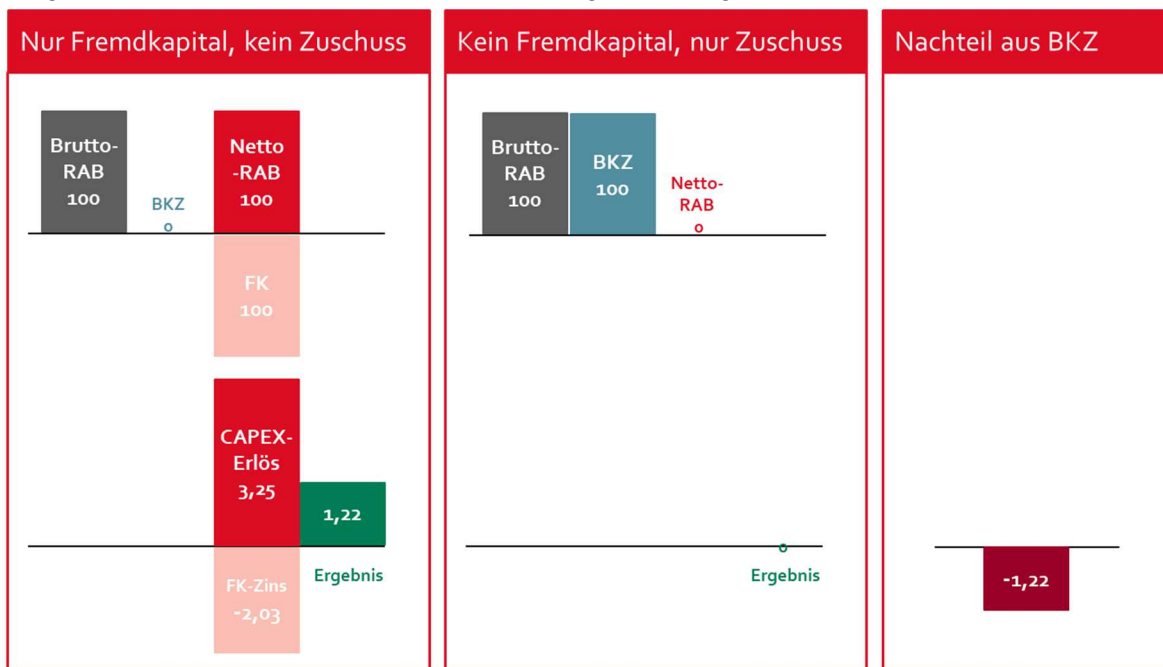 Nur Fremdkapital, kein Zuschuss
Brutto-
RAB
100
BKZ
0
Netto
-RAB
100
FK
100
CAPEX-
Erlös
3,25
1,22
Ergebnis
FK-Zins
-2,03
Kein Fremdkapital, nur Zuschuss
Brutto-
RAB
100
BKZ
100
Netto-
RAB
0
0
Ergebnis
Nachteil aus BKZ
-1,22